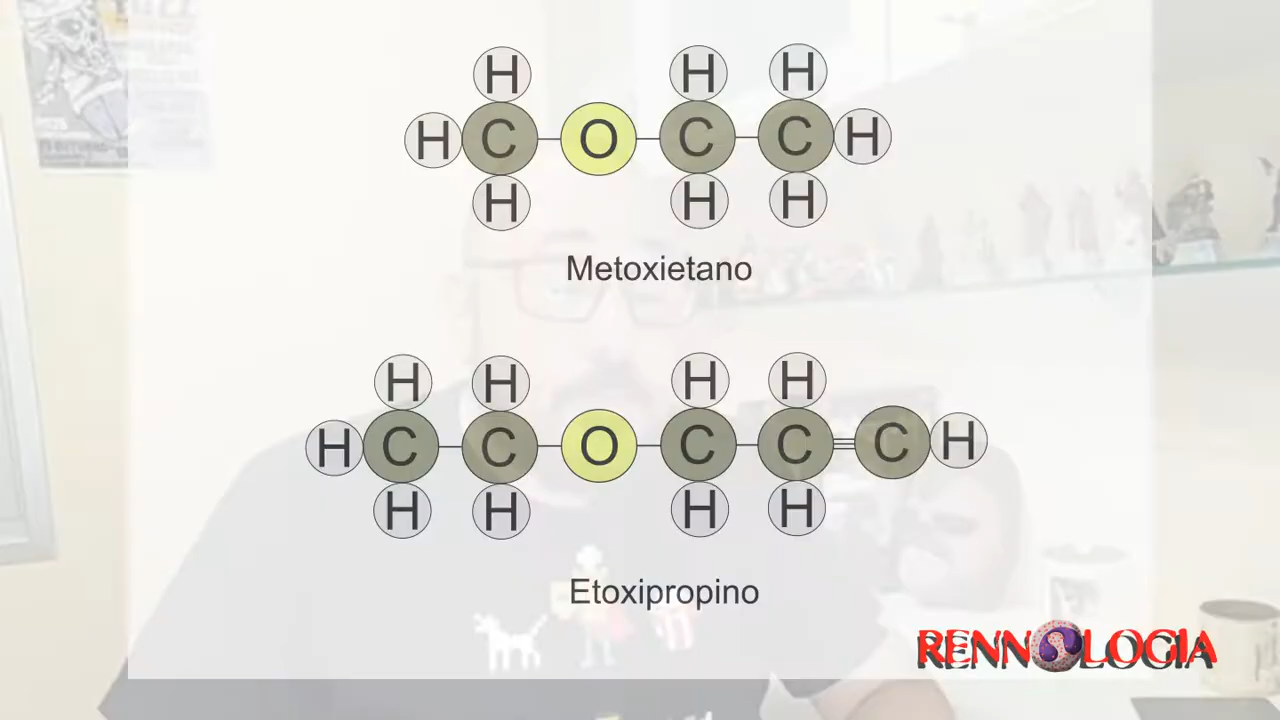 H H H
H C O C C H
H H H
Metoxietano
H H H H
H C C O C C C H
H H H H
Etoxipropino
RENNOLOGIA